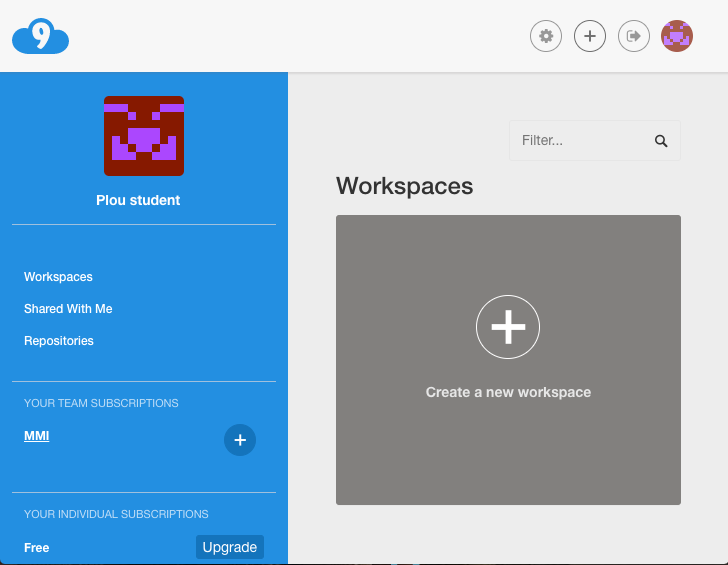 9
Filter...
Plou student
Workspaces
Workspaces
Shared With Me
Repositories
Create a new workspace
YOUR TEAM SUBSCRIPTIONS
MMI
YOUR INDIVIDUAL SUBSCRIPTIONS
Free Upgrade